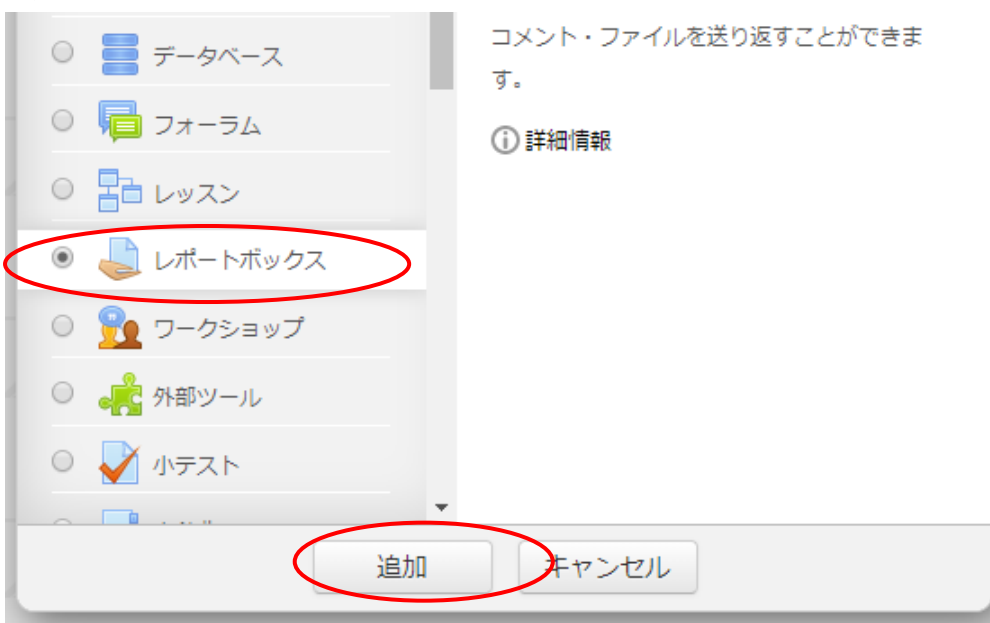 データベース
フォーラム
レッスン
レポートボックス
ワークショップ
外部ツール
小テスト
コメント・ファイルを送り返すことができま
す。
詳細情報
追加
キャンセル